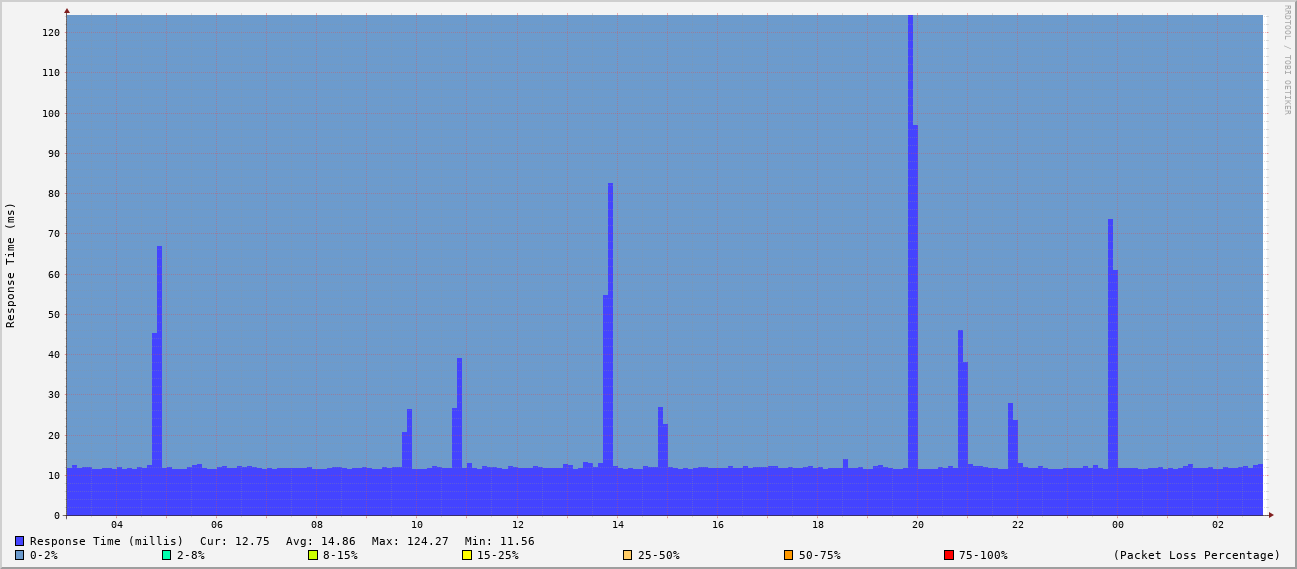 RRDTOOL / TOBI OETIKER
Response Time (ms)
120
110
100
90
80
70
60
50
40
30
20
10
0
04 06 08 10 12 14 16 18 20 22 00 02
Response Time (millis) Cur: 12.75 Avg: 14.86 Max: 124.27 Min: 11.56
0-2% 2-8% 8-15% 15-25% 25-50% 50-75% 75-100% (Packet Loss Percentage)